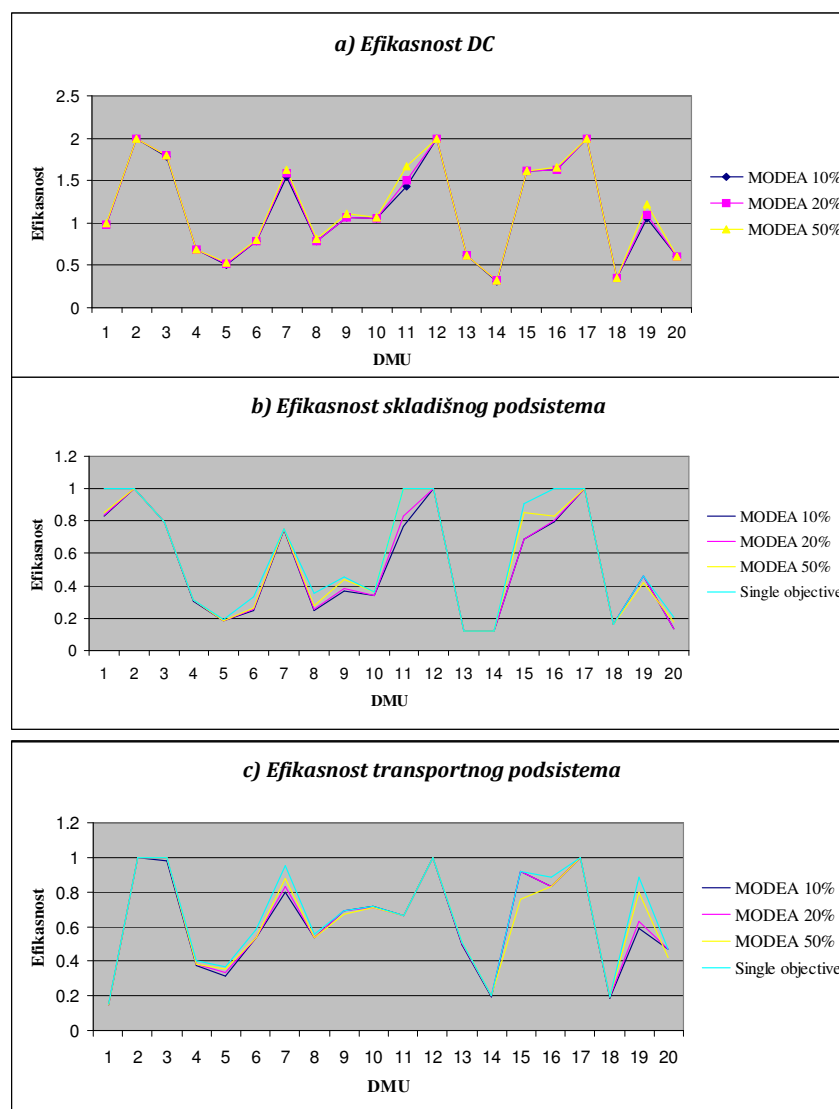 a) Efikasnost DC
2.5
2
1.5
1
0.5
0
Efikasnost
1 2 3 4 5 6 7 8 9 10 11 12 13 14 15 16 17 18 19 20
DMU
MODEA 10%
MODEA 20%
MODEA 50%
b) Efikasnost skladišnog podsistema
1.2
1
0.8
0.6
0.4
0.2
0
Efikasnost
1 2 3 4 5 6 7 8 9 10 11 12 13 14 15 16 17 18 19 20
DMU
MODEA 10%
MODEA 20%
MODEA 50%
Single objective
c) Efikasnost transportnog podsistema
1.2
1
0.8
0.6
0.4
0.2
0
Efikasnost
1 2 3 4 5 6 7 8 9 10 11 12 13 14 15 16 17 18 19 20
DMU
MODEA 10%
MODEA 20%
MODEA 50%
Single objective